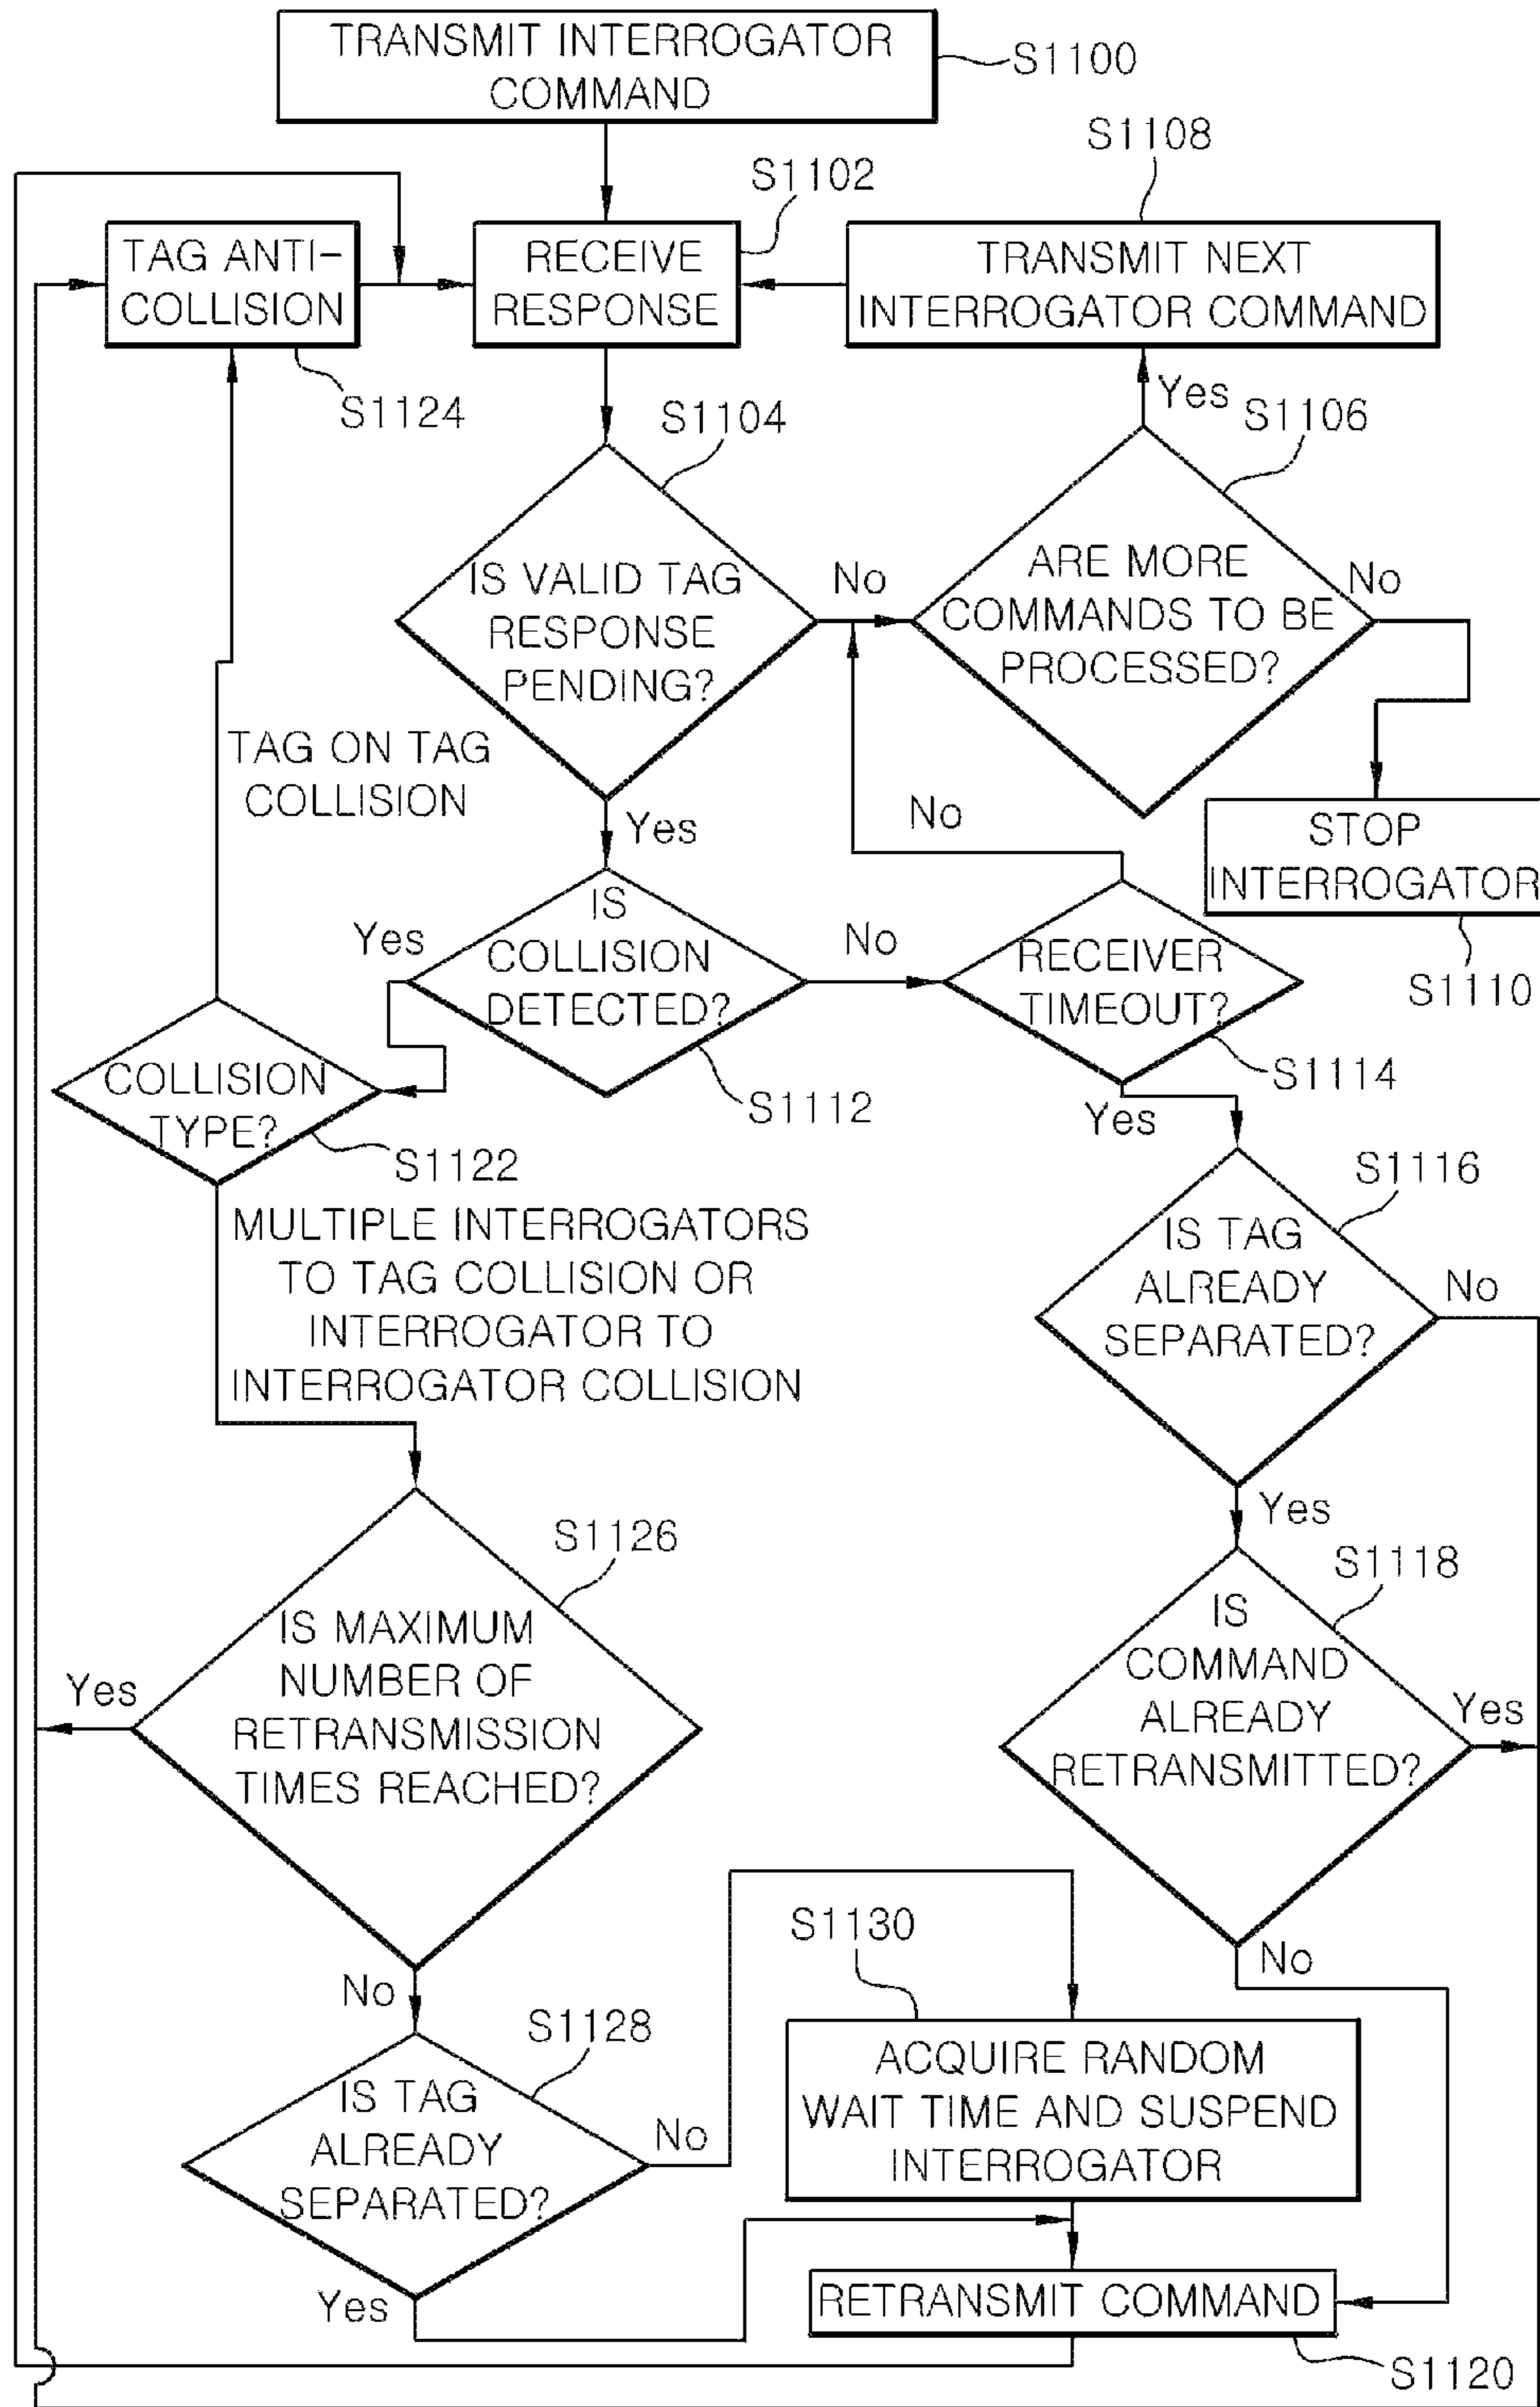 TRANSMIT INTERROGATOR
COMMAND
S1100
S1108
S1102
TAG ANTI-
COLLISION
RECEIVE
RESPONSE
TRANSMIT NEXT
INTERROGATOR COMMAND
S1124
S1104
Yes
S1106
IS VALID TAG
RESPONSE
PENDING?
No
ARE MORE
COMMANDS TO BE
PROCESSED?
No
TAG ON TAG
COLLISION
Yes
No
STOP
INTERROGATOR
S1110
Yes
IS
COLLISION
DETECTED?
No
RECEIVER
TIMEOUT?
S1112
S1114
COLLISION
TYPE?
S1122
Yes
S1116
MULTIPLE INTERROGATORS
TO TAG COLLISION OR
INTERROGATOR TO
INTERROGATOR COLLISION
IS TAG
ALREADY
SEPARATED?
No
Yes
S1126
S1118
IS MAXIMUM
NUMBER OF
RETRANSMISSION
TIMES REACHED?
Yes
IS
COMMAND
ALREADY
RETRANSMITTED?
Yes
No
No
S1130
S1128
IS TAG
ALREADY
SEPARATED?
No
ACQUIRE RANDOM
WAIT TIME AND SUSPEND
INTERROGATOR
Yes
RETRANSMIT COMMAND
S1120